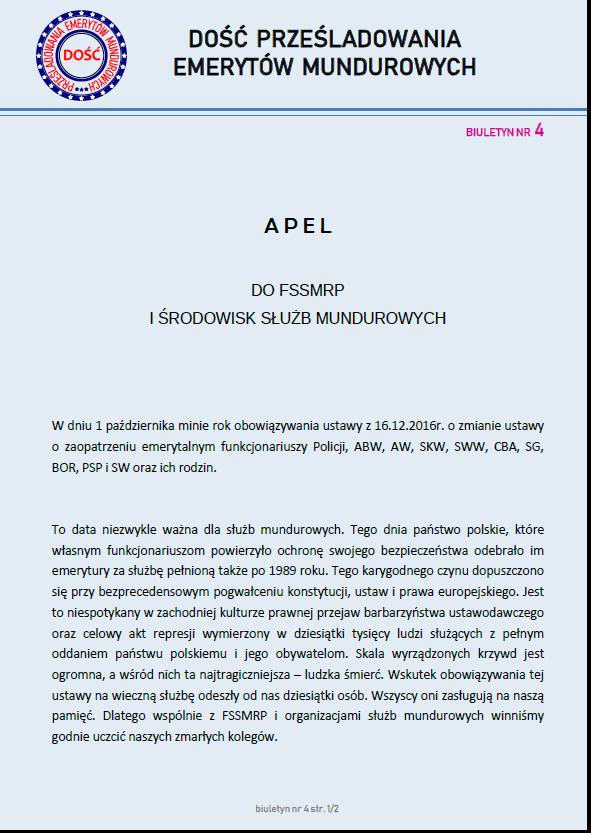 PRZEŚLADOWANIA EMERYTÓW MUNDUROWYCH
DOŚĆ
DOŚĆ PRZEŚLADOWANIA
EMERYTÓW MUNDUROWYCH
BIULETYN NR 4
APEL
DO FSSMRP
I ŚRODOWISK SŁUŻB MUNDUROWYCH
W dniu 1 października minie rok obowiązywania ustawy z 16.12.2016r. o zmianie ustawy
o zaopatrzeniu emerytalnym funkcjonariuszy Policji, ABW, AW, SKW, SWW, CBA, SG,
BOR, PSP i SW oraz ich rodzin.
To data niezwykle ważna dla służb mundurowych. Tego dnia państwo polskie, które
własnym funkcjonariuszom powierzyło ochronę swojego bezpieczeństwa odebrało im
emerytury za służbę pełnioną także po 1989 roku. Tego karygodnego czynu dopuszczono
się przy bezprecedensowym pogwałceniu konstytucji, ustaw i prawa europejskiego. Jest
to niespotykany w zachodniej kulturze prawnej przejaw barbarzyństwa ustawodawczego
oraz celowy akt represji wymierzony w dziesiątki tysięcy ludzi służących z pełnym
oddaniem państwu polskiemu i jego obywatelom. Skala wyrządzonych krzywd jest
ogromna, a wśród nich ta najtragiczniejsza – ludzka śmierć. Wskutek obowiązywania tej
ustawy na wieczną służbę odeszły od nas dziesiątki osób. Wszyscy oni zasługują na naszą
pamięć. Dlatego wspólnie z FSSMRP i organizacjami służb mundurowych winniśmy
godnie uczcić naszych zmarłych kolegów.
biuletyn nr 4 str. 1/2